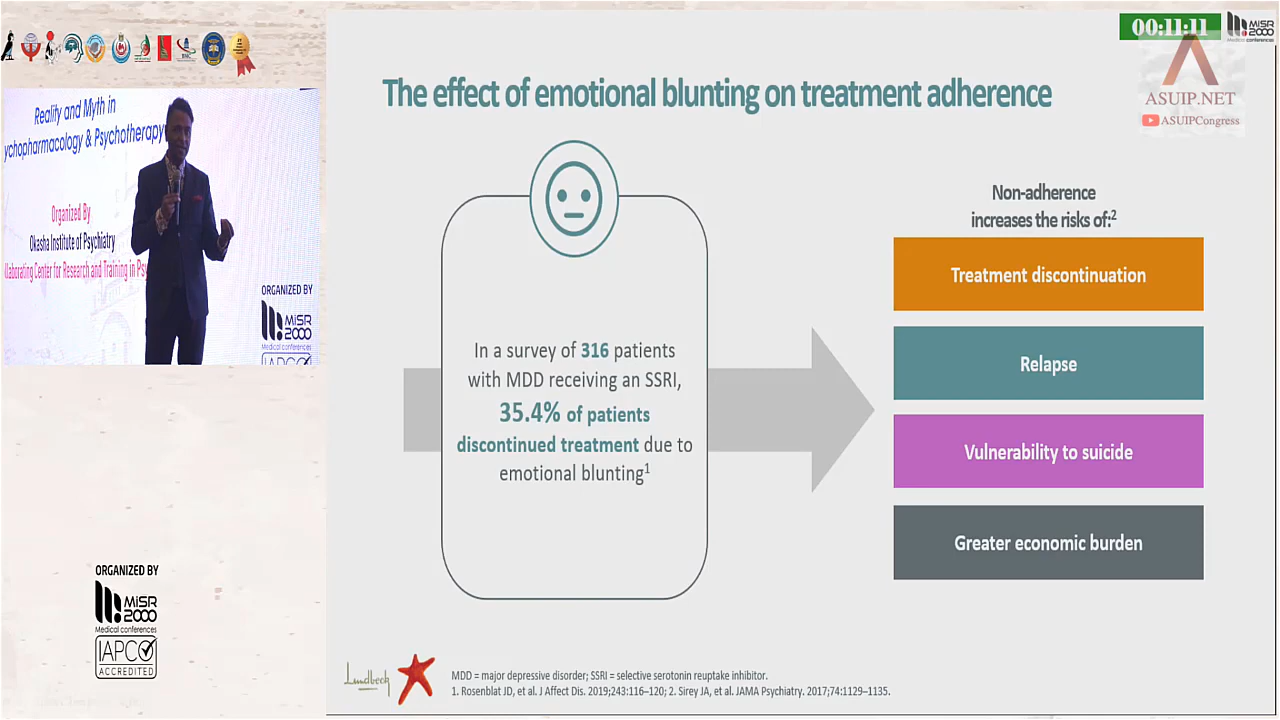 00:11:11
MiSR
2000
Medical conferences
ASUIP.NET
ASUIPCongress
The effect of emotional blunting on treatment adherence
Reality and Myth in
ychopharmacology & Psychotherapy
Organized By
Okasha Institute of Psychiatry
llaborating Center for Research and Training in Psy
ORGANIZED BY
MiSR
2000
Medical conferences
IAPCO
In a survey of 316 patients
with MDD receiving an SSRI,
35.4% of patients
discontinued treatment due to
emotional blunting1
Non-adherence
increases the risks of:2
Treatment discontinuation
Relapse
Vulnerability to suicide
Greater economic burden
ORGANIZED BY
MiSR
2000
Medical conferences
IAPCO
ACCREDITED
Lundbeck
MDD = major depressive disorder; SSRI = selective serotonin reuptake inhibitor.
1. Rosenblat JD, et al. J Affect Dis. 2019;243:116–120; 2. Sirey JA, et al. JAMA Psychiatry. 2017;74:1129–1135.